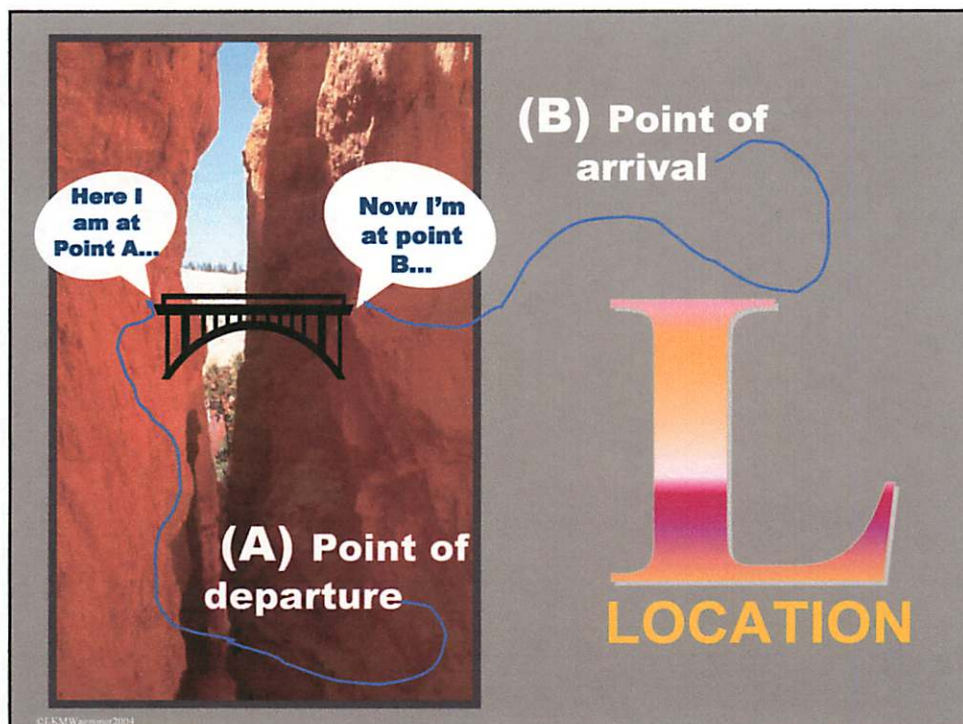 (B) Point of
arrival
Here I
am at
Point A...
Now I'm
at point
B...
(A) Point of
departure
L
LOCATION